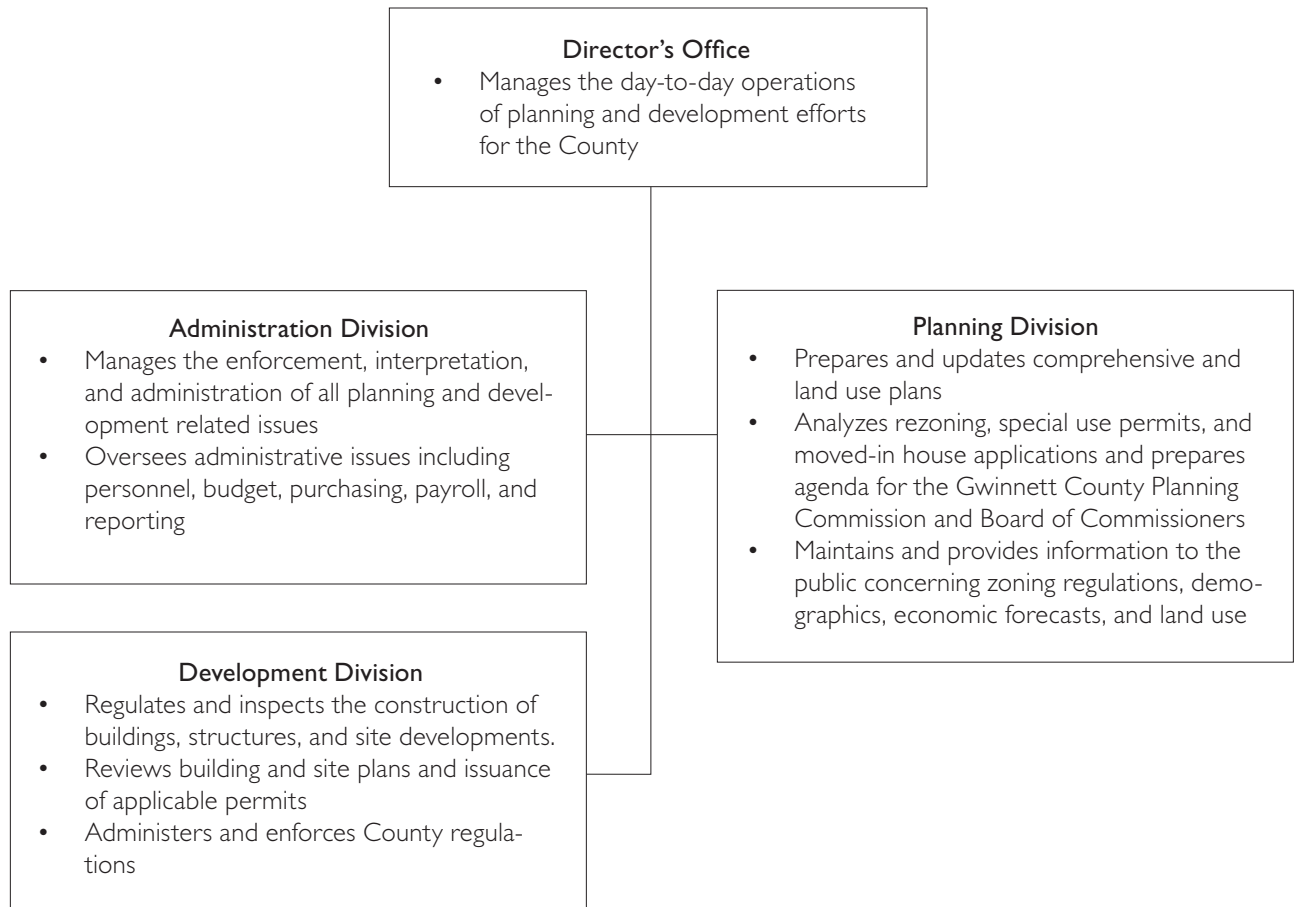 Director’s Office
• Manages the day-to-day operations
of planning and development efforts
for the County
Administration Division
• Manages the enforcement, interpretation,
and administration of all planning and devel-
opment related issues
• Oversees administrative issues including
personnel, budget, purchasing, payroll, and
reporting
Planning Division
• Prepares and updates comprehensive and
land use plans
• Analyzes rezoning, special use permits, and
moved-in house applications and prepares
agenda for the Gwinnett County Planning
Commission and Board of Commissioners
• Maintains and provides information to the
public concerning zoning regulations, demo-
graphics, economic forecasts, and land use
Development Division
• Regulates and inspects the construction of
buildings, structures, and site developments.
• Reviews building and site plans and issuance
of applicable permits
• Administers and enforces County regula-
tions